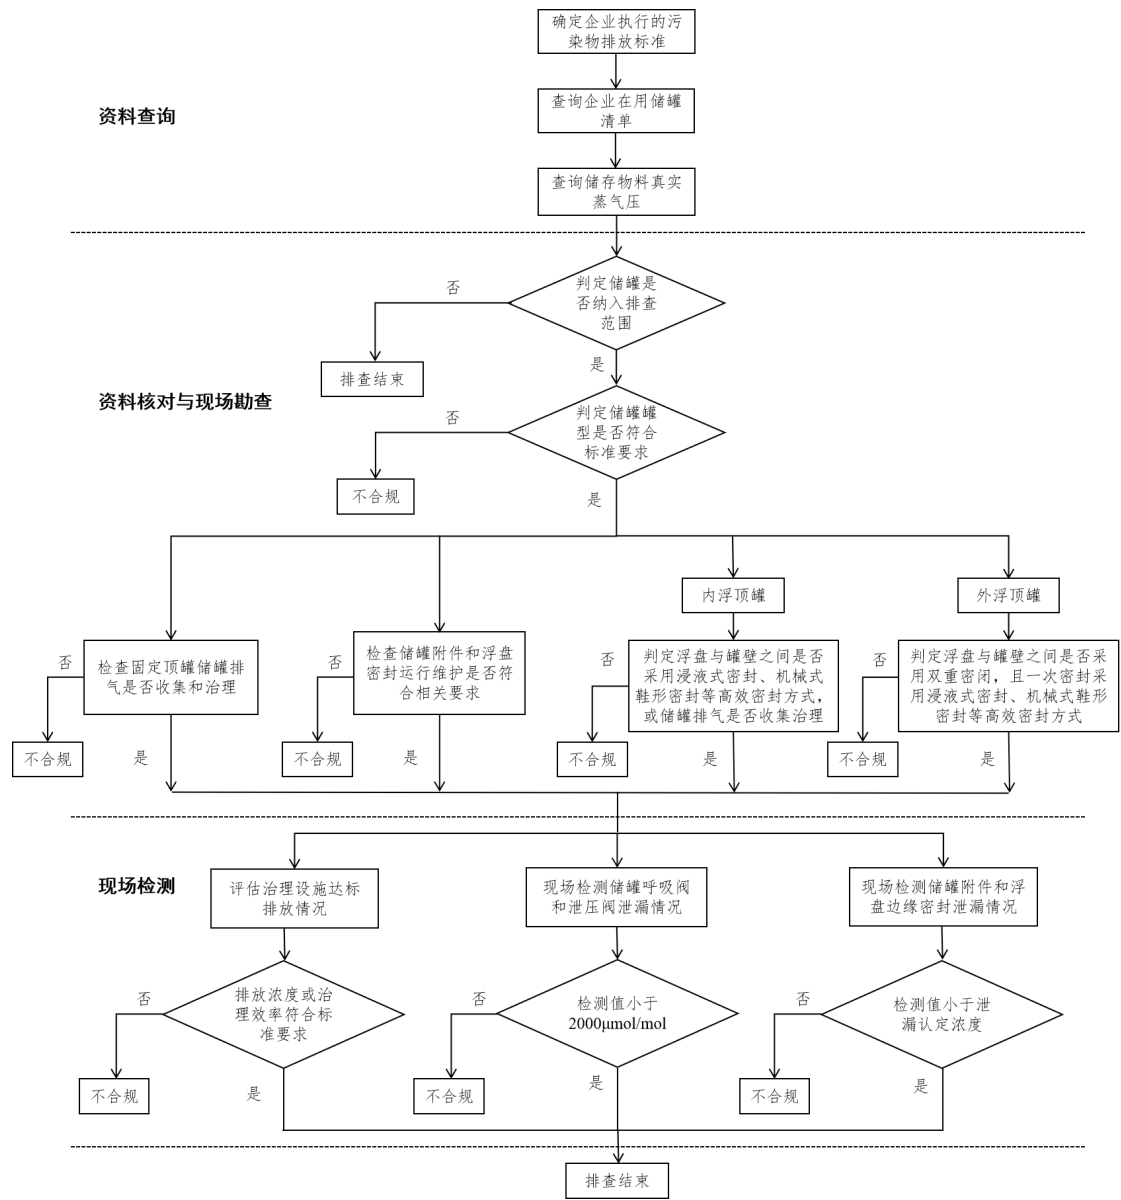 确定企业执行的污
染物排放标准
资料查询
查询企业在用储罐
清单
查询储存物料真实
蒸气压
否
判定储罐是
否纳入排查
范围
是
排查结束
资料核对与现场勘查
否
判定储罐罐
型是否符合
标准要求
不合规
是
内浮顶罐
外浮顶罐
否
检查固定顶罐储罐排
气是否收集和治理
否
检查储罐附件和浮盘
密封运行维护是否符
合相关要求
否
判定浮盘与罐壁之间是否
采用浸液式密封、机械式
鞋形密封等高效密封方式，
或储罐排气是否收集治理
否
判定浮盘与罐壁之间是否采
用双重密闭，且一次密封采
用浸液式密封、机械式鞋形
密封等高效密封方式
不合规
是
不合规
是
不合规
是
不合规
是
现场检测
评估治理设施达标
排放情况
现场检测储罐呼吸阀
和泄压阀泄漏情况
现场检测储罐附件和浮
盘边缘密封泄漏情况
否
排放浓度或治
理效率符合标
准要求
否
检测值小于
2000μmol/mol
否
检测值小于泄
漏认定浓度
不合规
是
不合规
是
不合规
是
排查结束